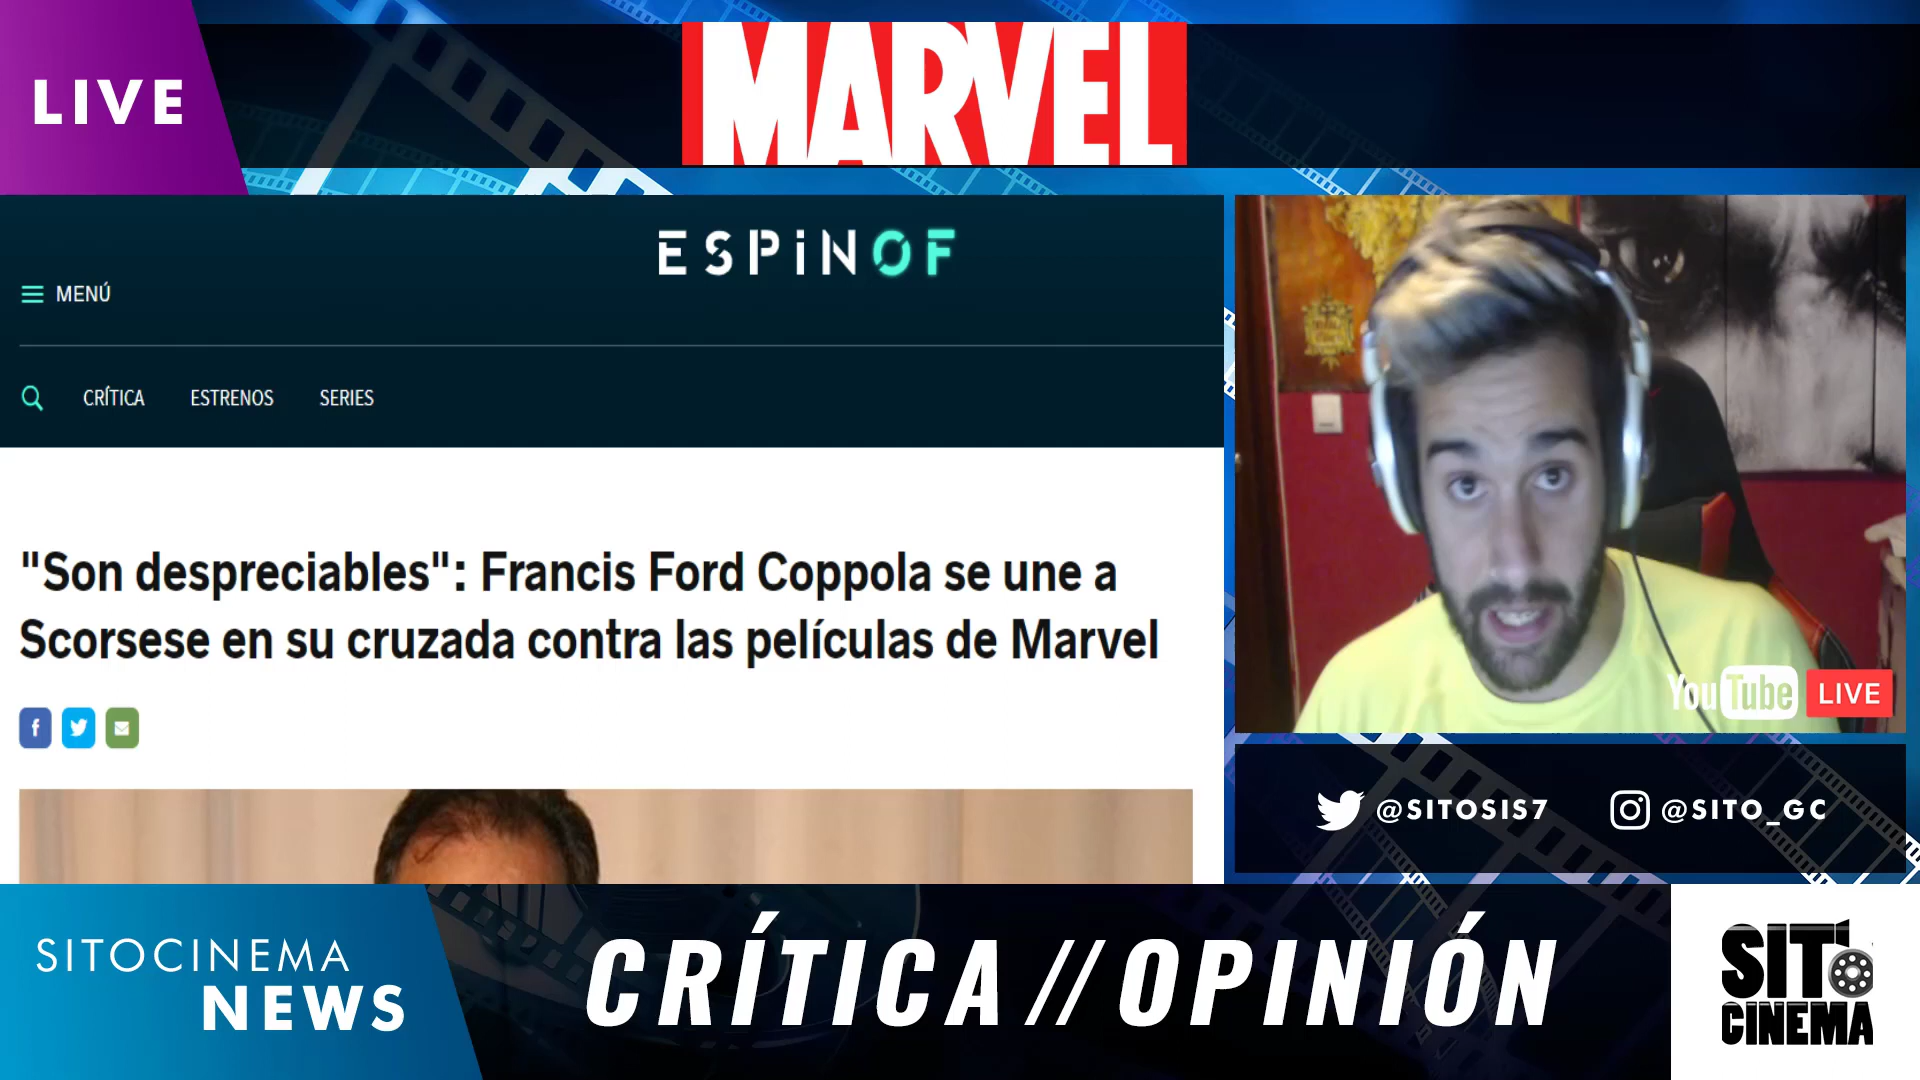 LIVE
MARVEL
ESPINOF
MENÚ
CRÍTICA ESTRENOS SERIES
"Son despreciables": Francis Ford Coppola se une a
Scorsese en su cruzada contra las películas de Marvel
YouTube LIVE
@SITOSIS7 @SITO_GC
SITOCINEMA
NEWS
CRÍTICA // OPINIÓN
SITO
CINEMA